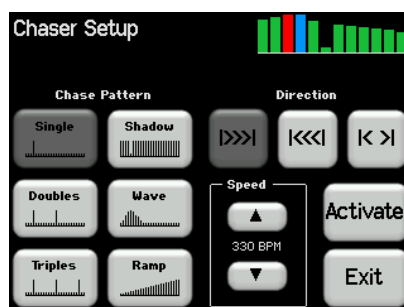 Chaser Setup
Chase Pattern
Direction
Single
Shadow
|>>>|
|<<<|
|< >|
Doubles
Wave
Speed
330 BPM
Activate
Triples
Ramp
Exit